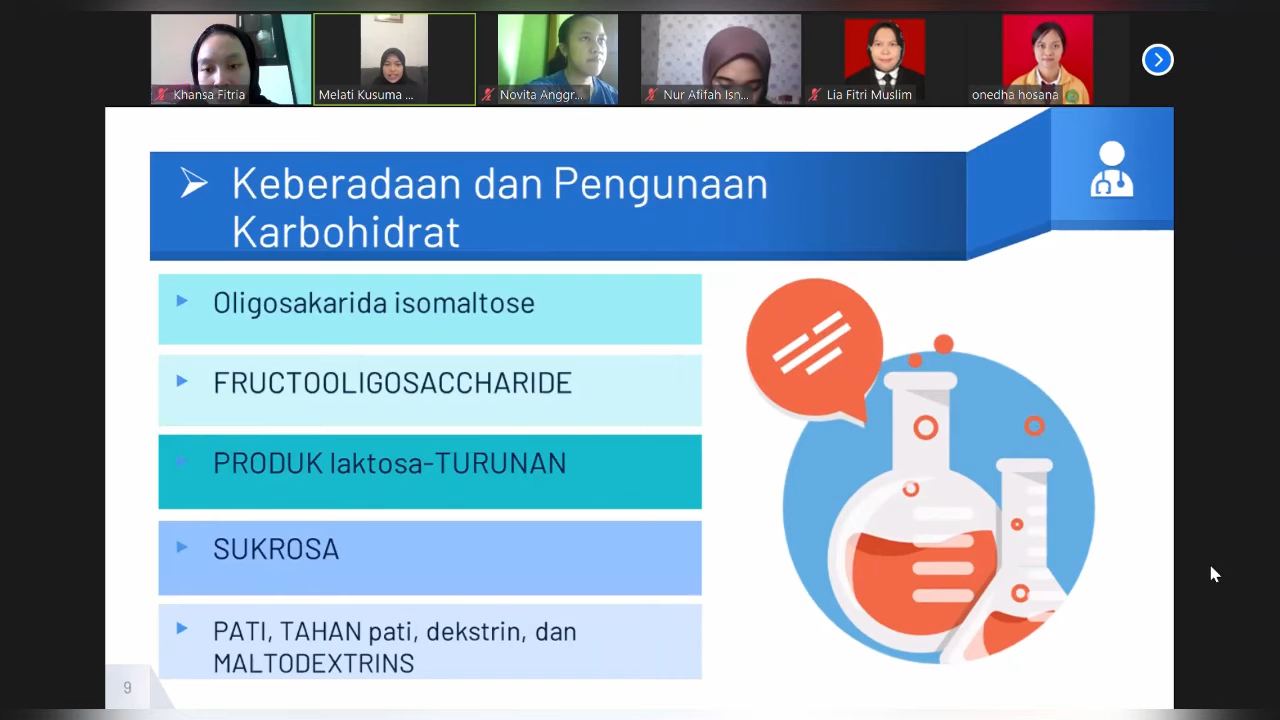 Khansa Fitria
Melati Kusuma ...
Novita Anggr...
Nur Afifah Isn...
Lia Fitri Muslim
onedha hosana
Keberadaan dan Pengunaan
Karbohidrat
Oligosakarida isomaltose
FRUCTOOLIGOSACCHARIDE
PRODUK laktosa-TURUNAN
SUKROSA
PATI, TAHAN pati, dekstrin, dan
MALTODEXTRINS
9